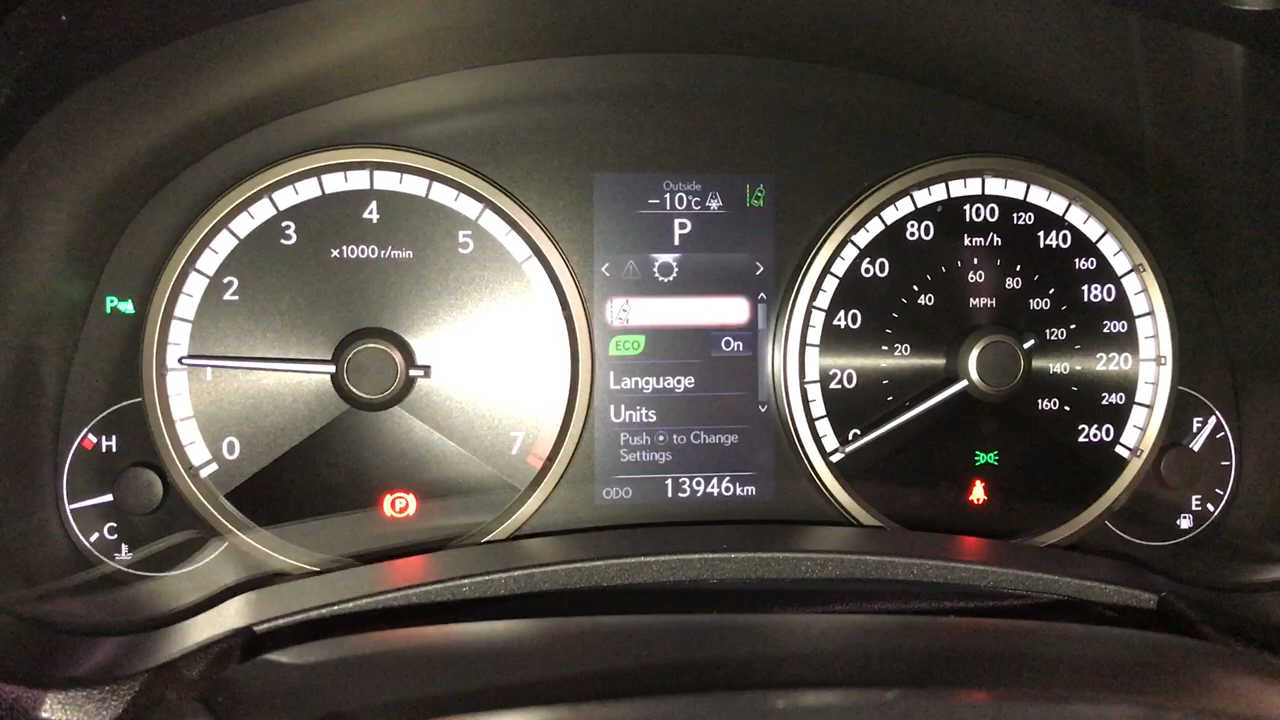 Outside
−10°C
P
ECO
On
Language
Units
Push ⊙ to Change
Settings
ODO 13946 km
0
1
2
3
4
5
7
x1000 r/min
P
H
C
P
20
40
60
80
100
120
140
160
180
200
220
240
260
km/h
20
40
60
80
100
120
140
160
MPH
F
E